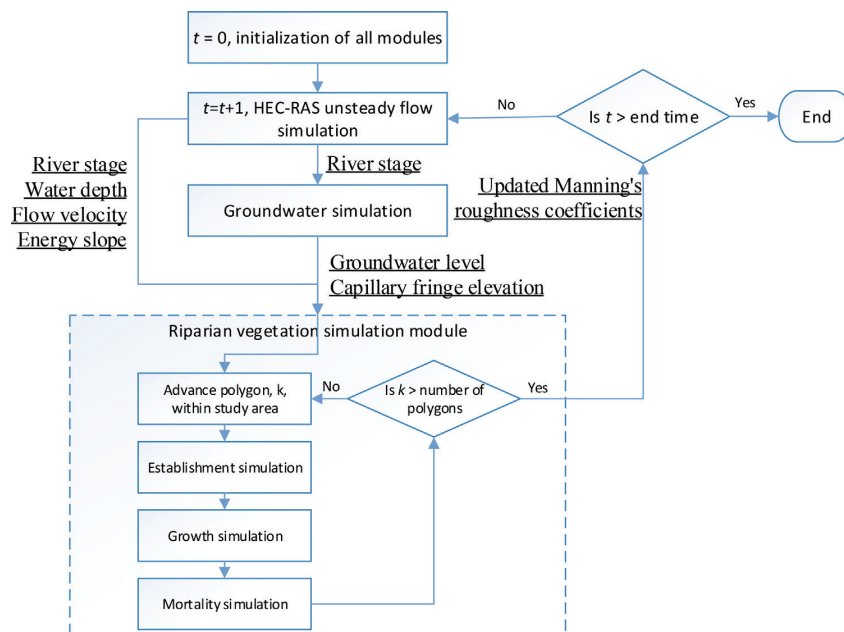 t = 0, initialization of all modules
t=t+1, HEC-RAS unsteady flow
simulation
No
Is t > end time
Yes
End
River stage
Water depth
Flow velocity
Energy slope
River stage
Updated Manning's
roughness coefficients
Groundwater simulation
Groundwater level
Capillary fringe elevation
Riparian vegetation simulation module
Advance polygon, k,
within study area
No
Is k > number of
polygons
Yes
Establishment simulation
Growth simulation
Mortality simulation